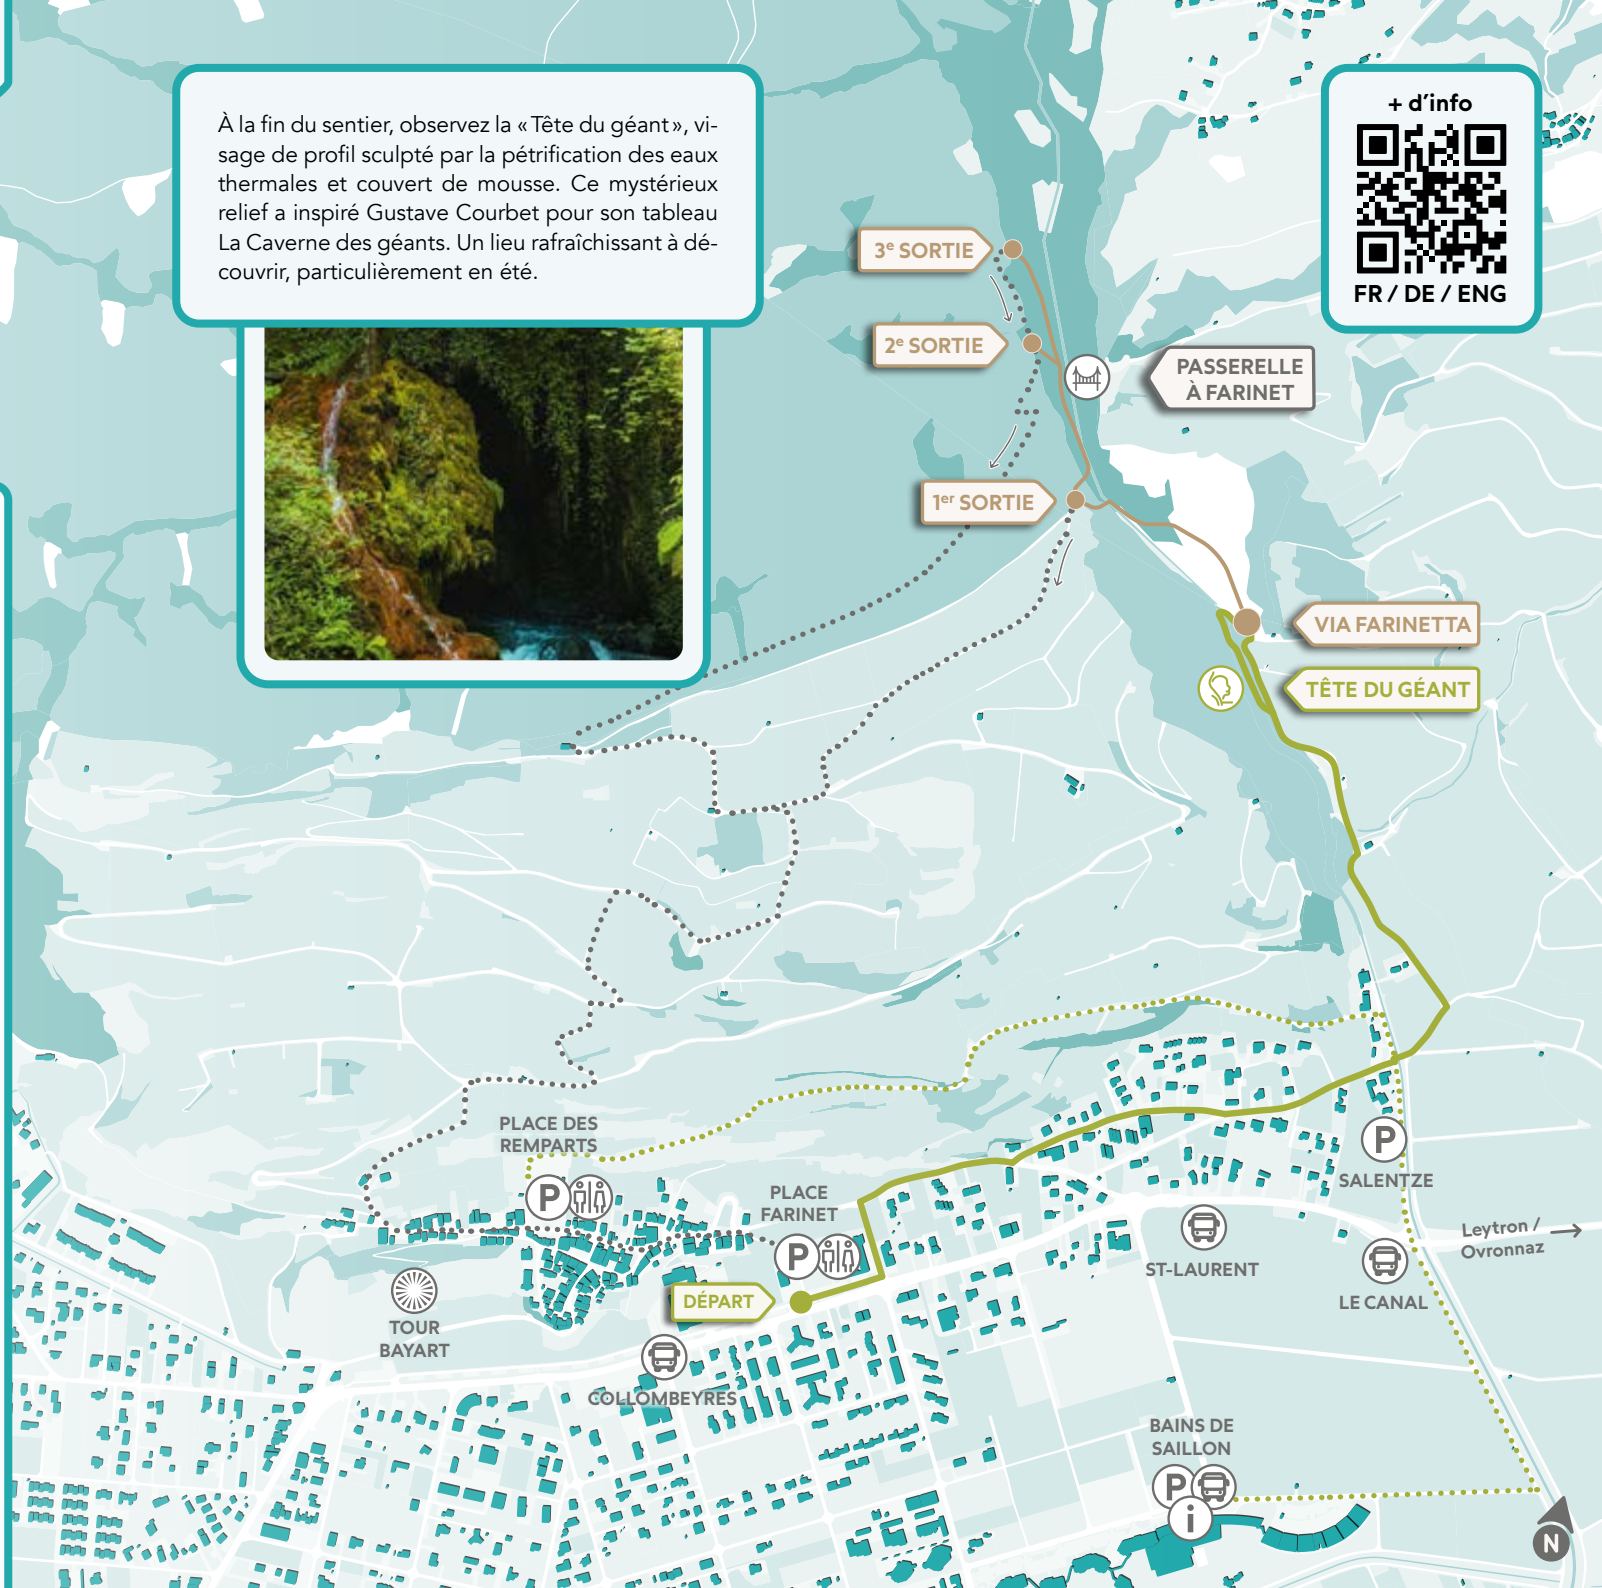 À la fin du sentier, observez la « Tête du géant », vi-
sage de profil sculpté par la pétrification des eaux
thermales et couvert de mousse. Ce mystérieux
relief a inspiré Gustave Courbet pour son tableau
La Caverne des géants. Un lieu rafraîchissant à dé-
couvrir, particulièrement en été.
+ d'info
FR / DE / ENG
3e SORTIE
2e SORTIE
PASSERELLE
À FARINET
1er SORTIE
VIA FARINETTA
TÊTE DU GÉANT
PLACE DES
REMPARTS
P
PLACE
FARINET
P
P
SALENTZE
Leytron /
Ovronnaz
ST-LAURENT
LE CANAL
DÉPART
TOUR
BAYART
COLLOMBEYRES
BAINS DE
SAILLON
P
i
N